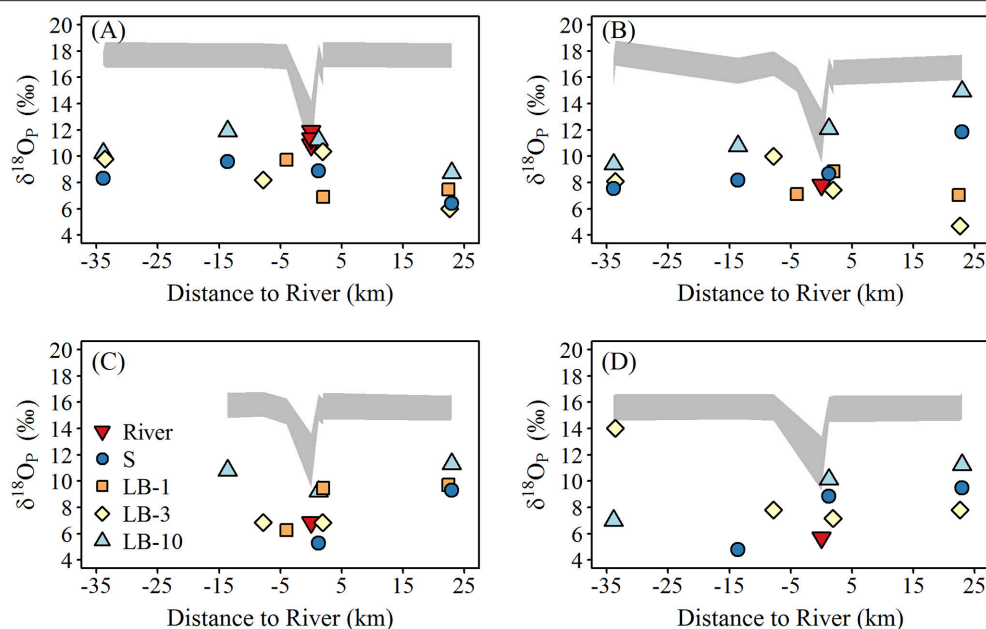 (A)
20
18
16
14
12
10
8
6
4
δ¹⁸Oₚ (‰)
-35 -25 -15 -5 5 15 25
Distance to River (km)
(B)
20
18
16
14
12
10
8
6
4
δ¹⁸Oₚ (‰)
-35 -25 -15 -5 5 15 25
Distance to River (km)
(C)
20
18
16
14
12
10
8
6
4
δ¹⁸Oₚ (‰)
River
S
LB-1
LB-3
LB-10
-35 -25 -15 -5 5 15 25
Distance to River (km)
(D)
20
18
16
14
12
10
8
6
4
δ¹⁸Oₚ (‰)
-35 -25 -15 -5 5 15 25
Distance to River (km)